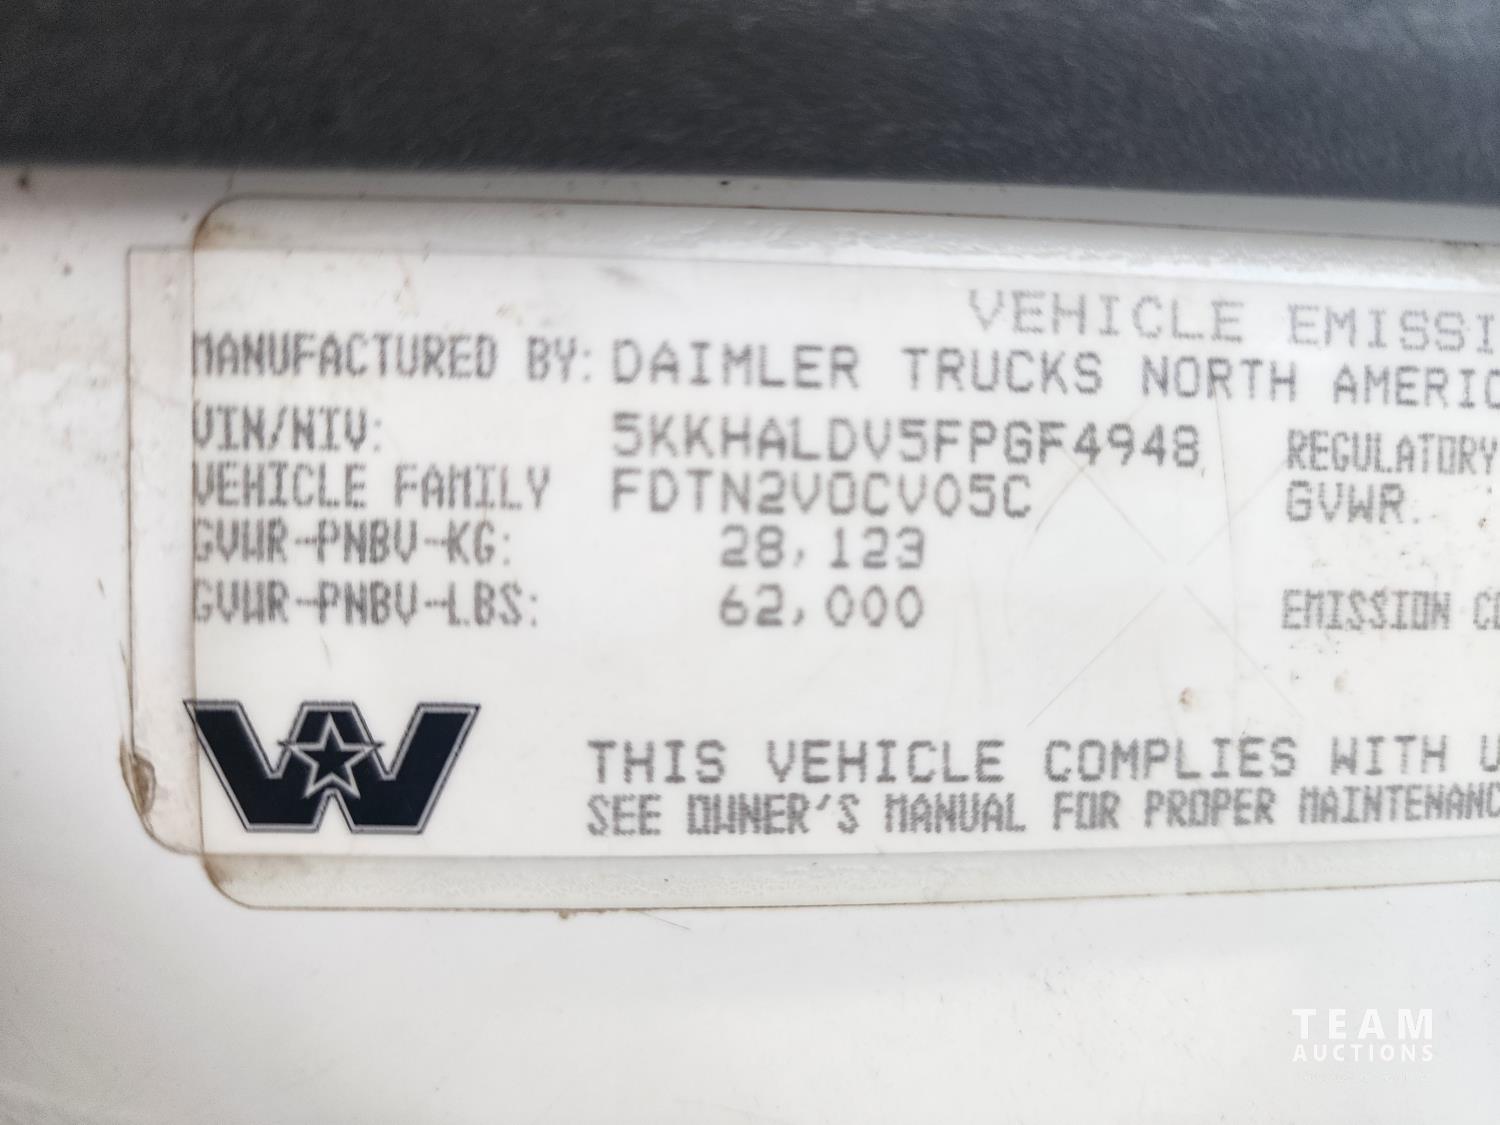 VEHICLE EMISSI
MANUFACTURED BY: DAIMLER TRUCKS NORTH AMERIC
VIN/NIV: 5KKHALDV5FPGF4948 REGULATORY
VEHICLE FAMILY FDTN2VOCV05C GVWR.
GVWR-PNBV-KG: 28,123
GVWR-PNBV-LBS: 62,000 EMISSION CO
THIS VEHICLE COMPLIES WITH U
SEE OWNER'S MANUAL FOR PROPER MAINTENANC
TEAM
AUCTIONS